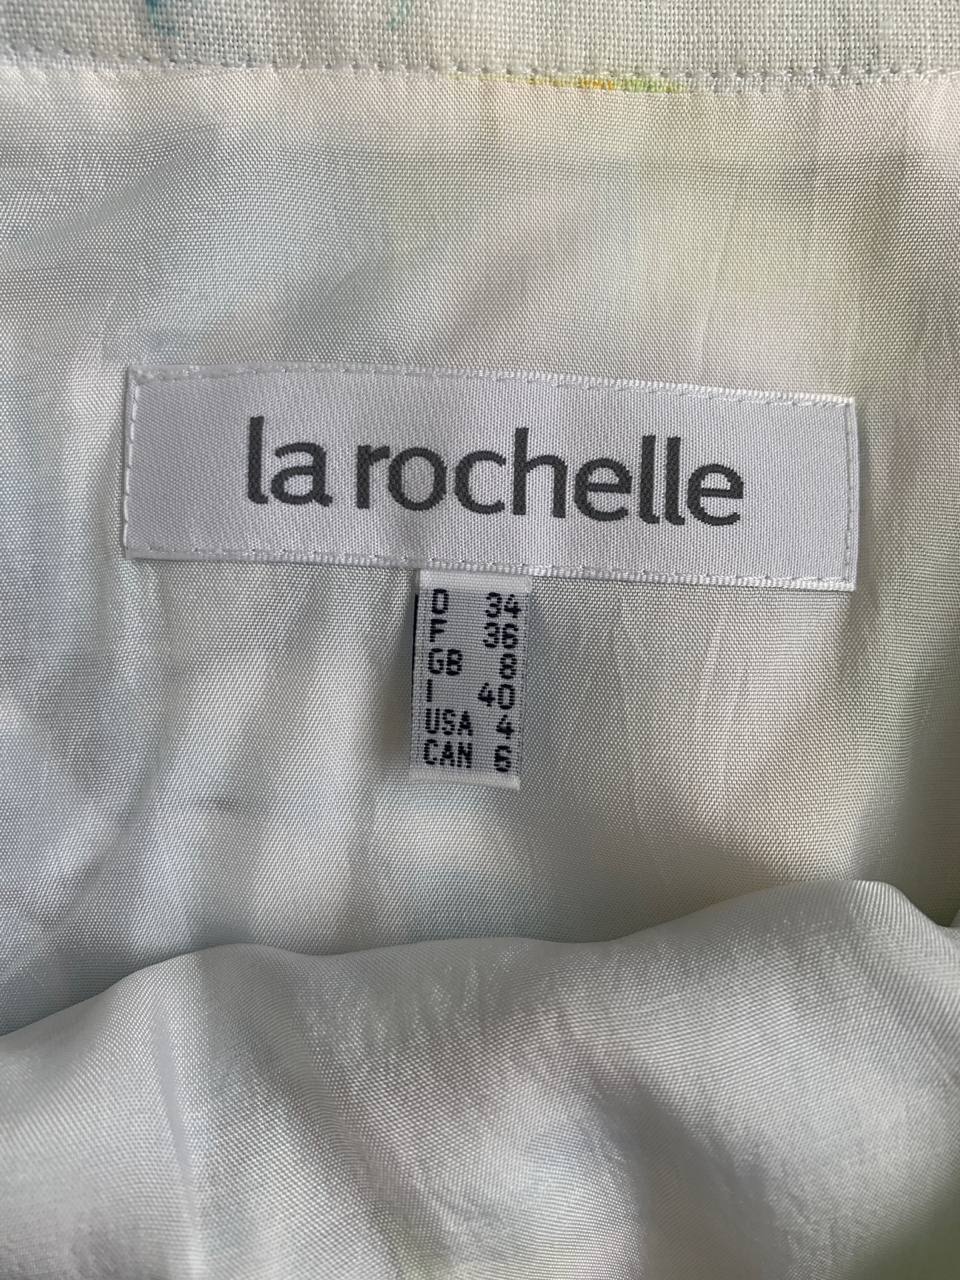 la rochelle
D 34
F 36
GB 8
I 40
USA 4
CAN 6